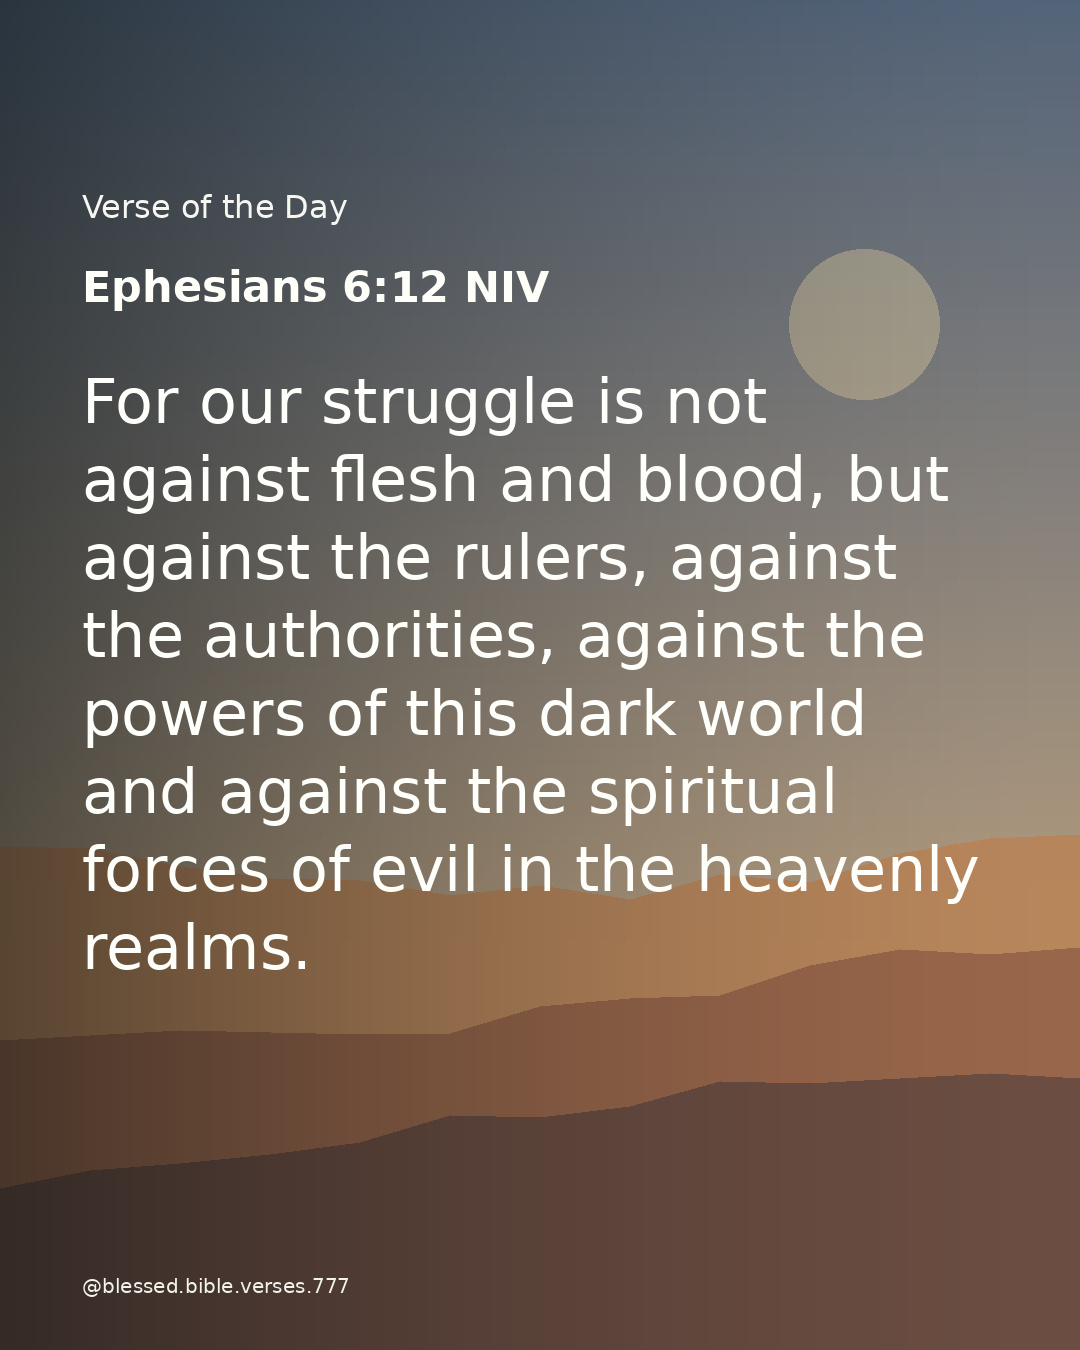 Verse of the Day
Ephesians 6:12 NIV
For our struggle is not
against flesh and blood, but
against the rulers, against
the authorities, against the
powers of this dark world
and against the spiritual
forces of evil in the heavenly
realms.
@blessed.bible.verses.777